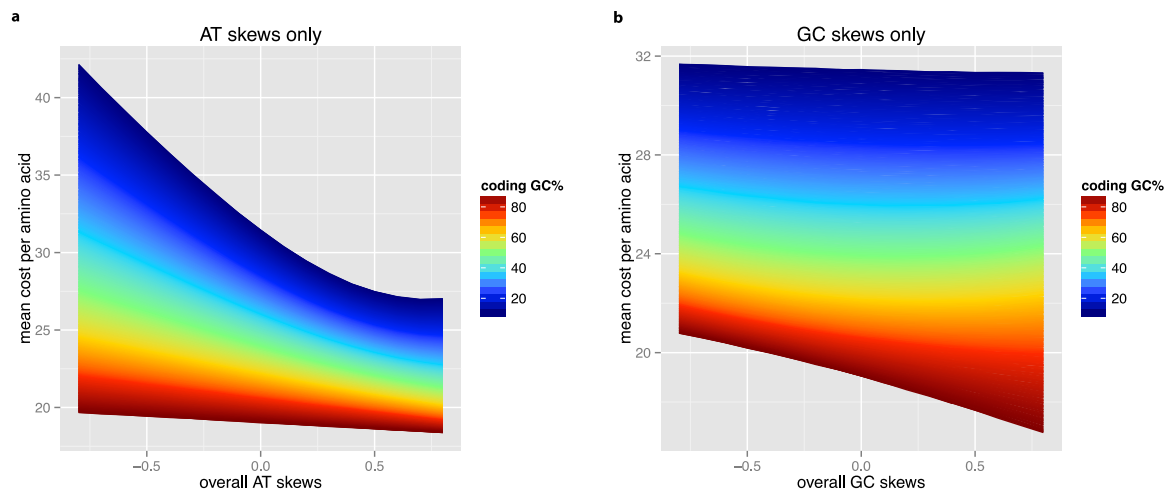 a
AT skews only
mean cost per amino acid
40
35
30
25
20
−0.5
0.0
0.5
overall AT skews
coding GC%
80
60
40
20
b
GC skews only
mean cost per amino acid
32
28
24
20
−0.5
0.0
0.5
overall GC skews
coding GC%
80
60
40
20